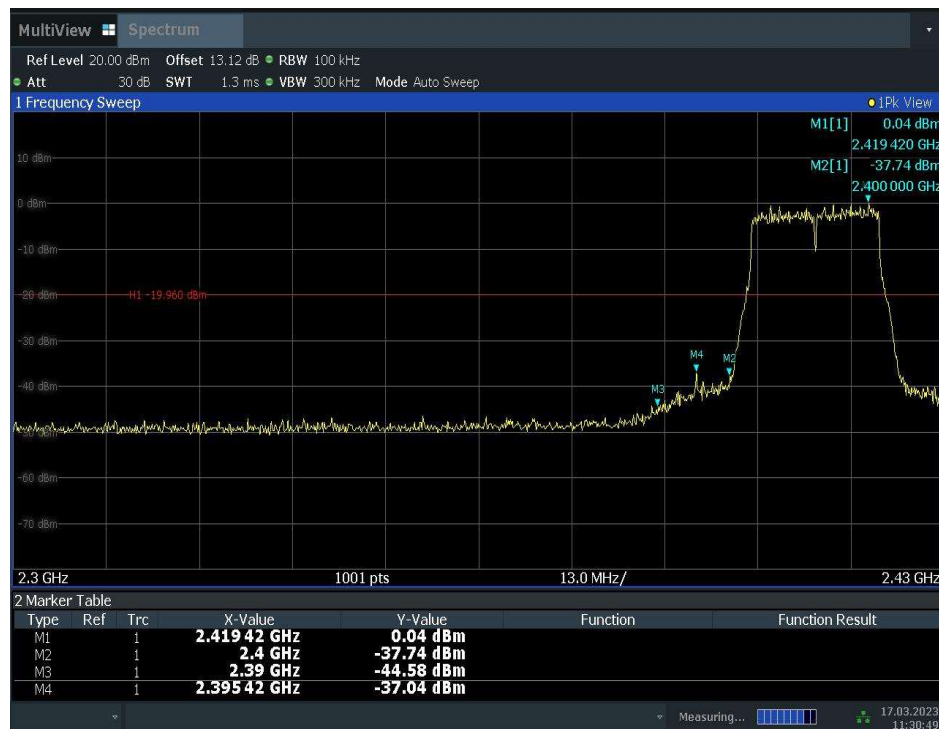 MultiView Spectrum
Ref Level 20.00 dBm Offset 13.12 dB RBW 100 kHz
Att 30 dB SWT 1.3 ms VBW 300 kHz Mode Auto Sweep
1 Frequency Sweep 1Pk View
M1[1] 0.04 dBm
2.419 420 GHz
10 dBm
M2[1] -37.74 dBm
2.400 000 GHz
0 dBm
-10 dBm
-20 dBm
H1 -19.960 dBm
-30 dBm
M4
M2
-40 dBm
M3
-50 dBm
-60 dBm
-70 dBm
2.3 GHz 1001 pts 13.0 MHz/ 2.43 GHz
2 Marker Table
Type Ref Trc X-Value Y-Value Function Function Result
M1 1 2.419 42 GHz 0.04 dBm
M2 1 2.4 GHz -37.74 dBm
M3 1 2.39 GHz -44.58 dBm
M4 1 2.395 42 GHz -37.04 dBm
Measuring... 17.03.2023
11:30:49